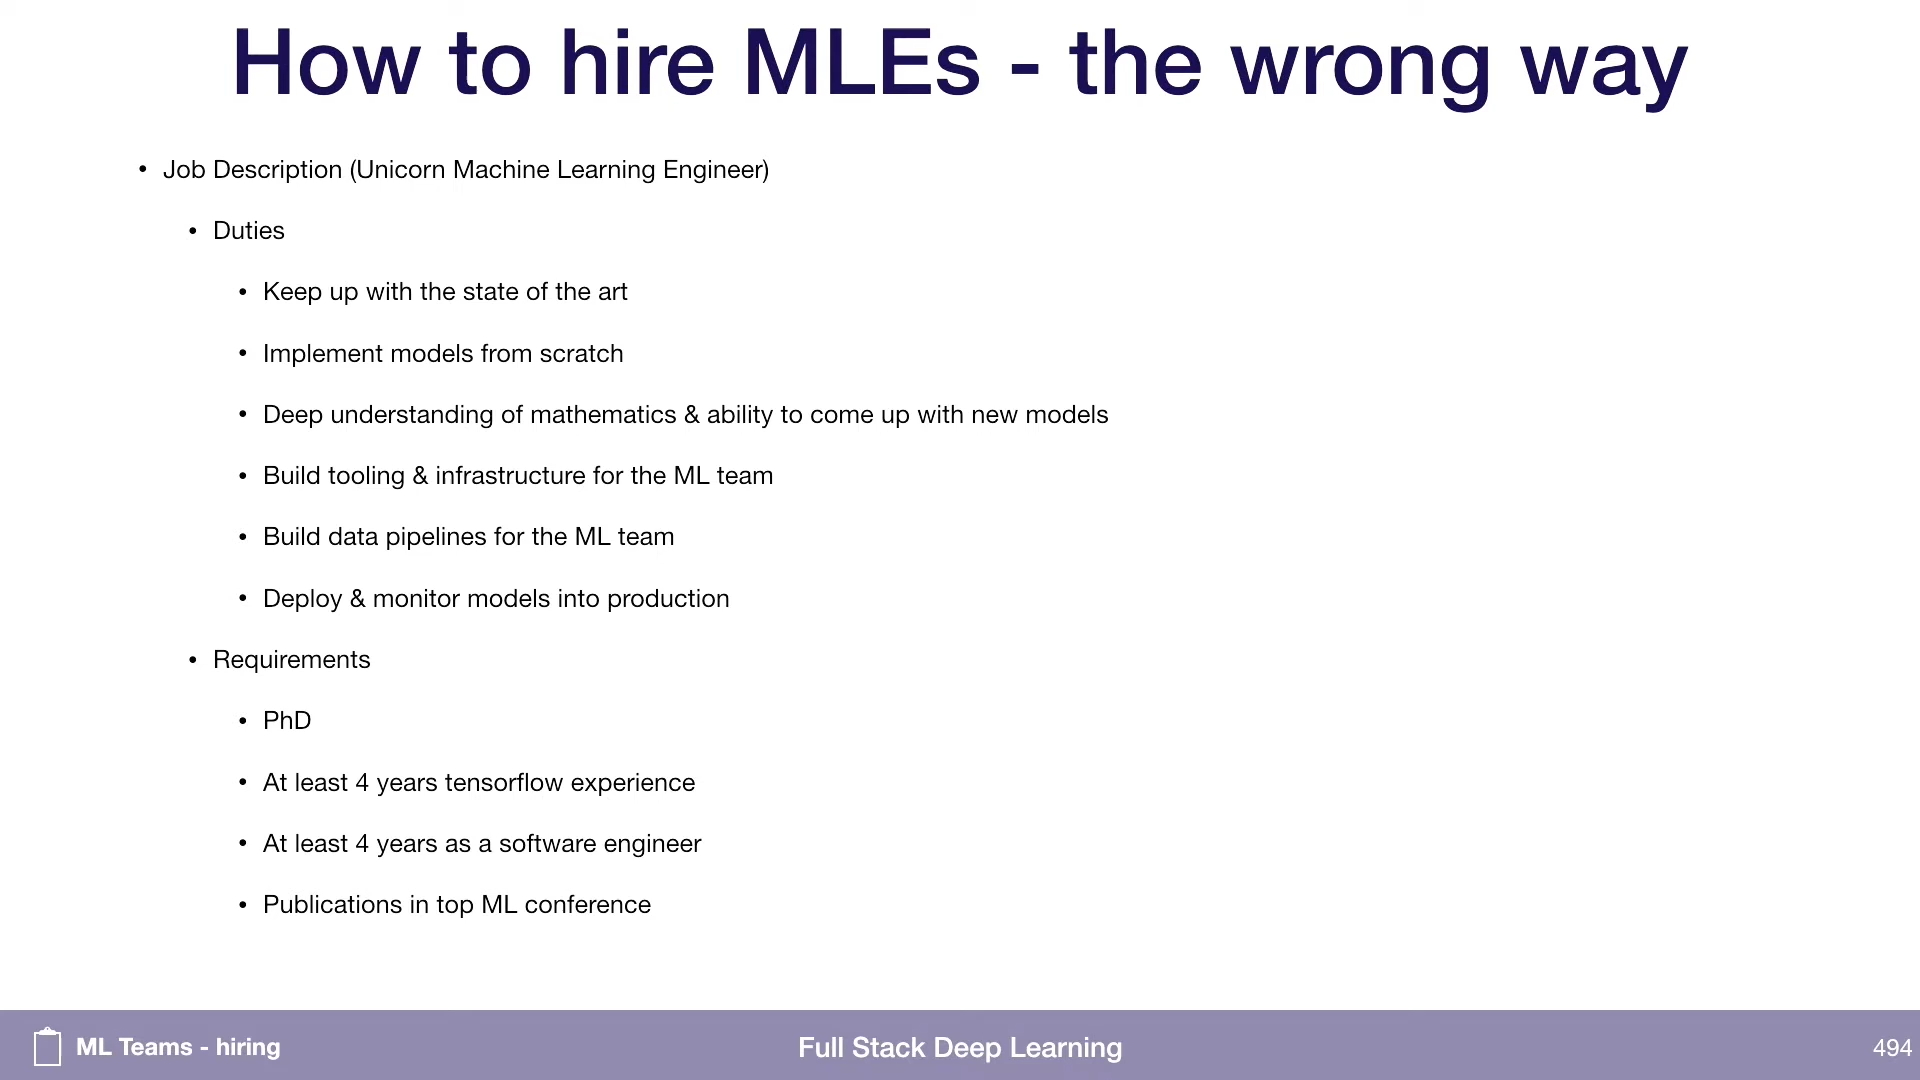 How to hire MLEs - the wrong way
• Job Description (Unicorn Machine Learning Engineer)
• Duties
• Keep up with the state of the art
• Implement models from scratch
• Deep understanding of mathematics & ability to come up with new models
• Build tooling & infrastructure for the ML team
• Build data pipelines for the ML team
• Deploy & monitor models into production
• Requirements
• PhD
• At least 4 years tensorflow experience
• At least 4 years as a software engineer
• Publications in top ML conference
ML Teams - hiring
Full Stack Deep Learning
494